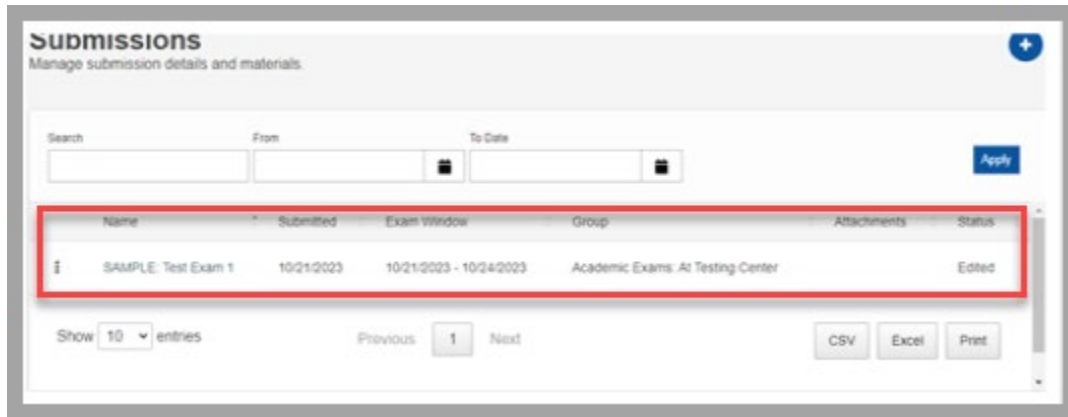 Submissions
Manage submission details and materials.
Search From To Date
Apply
Name Submitted Exam Window Group Attachments Status
SAMPLE: Test Exam 1 10/21/2023 10/21/2023 - 10/24/2023 Academic Exams: At Testing Center Edited
Show 10 entries Previous 1 Next CSV Excel Print